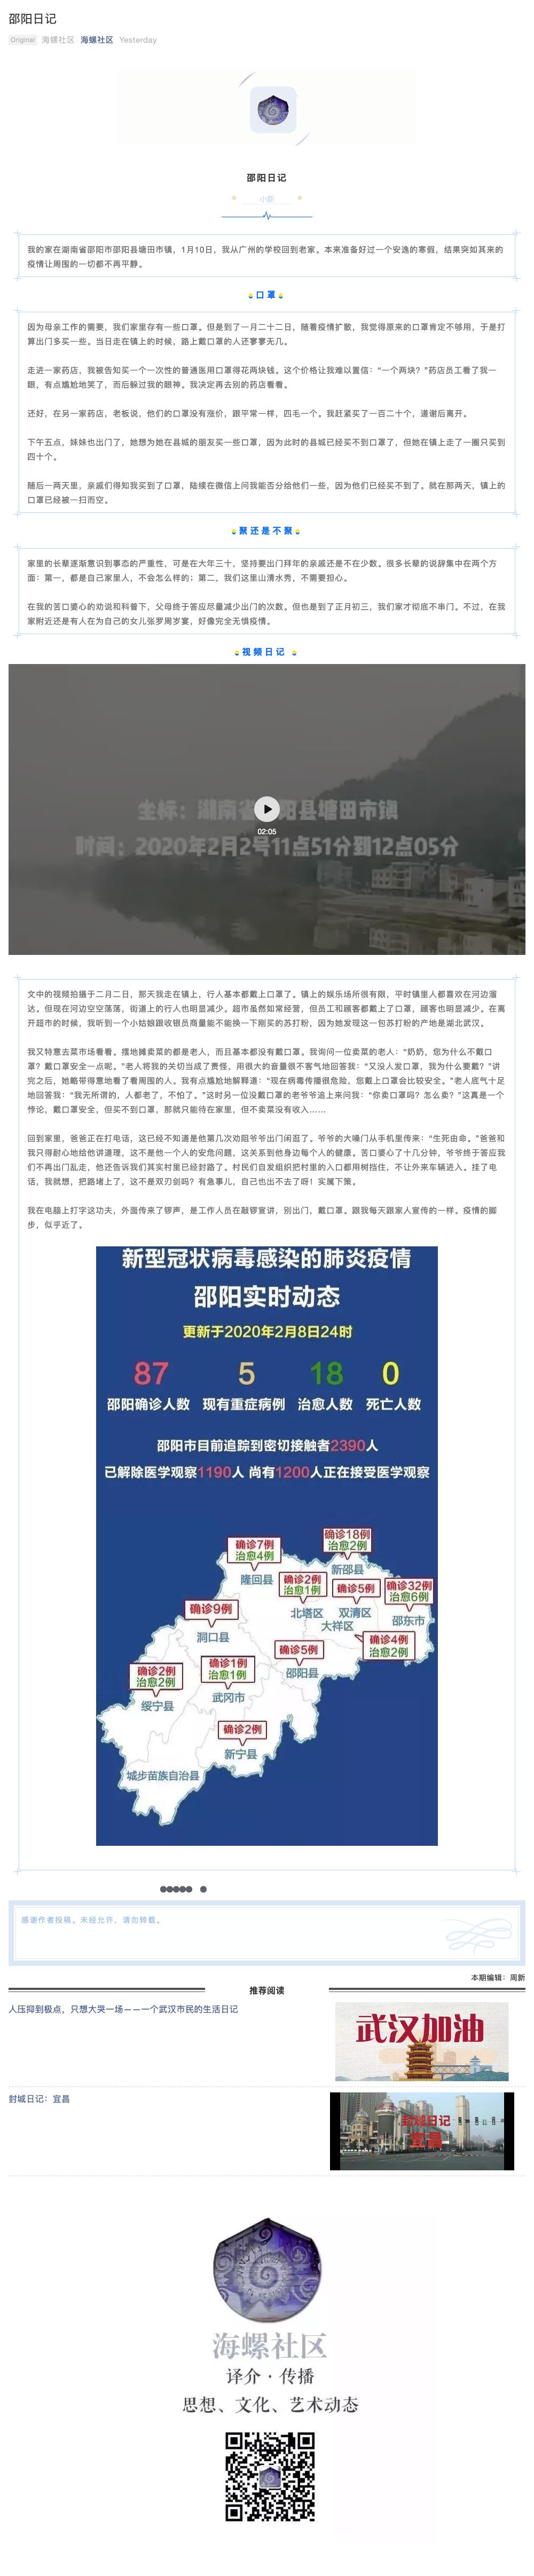 邵阳日记
Original 海螺社区 海螺社区 Yesterday
邵阳日记
小新
我的家在湖南省邵阳市邵阳县塘田市镇，1月10日，我从广州的学校回到老家。本来准备好过一个安逸的寒假，结果突如其来的
疫情让周围的一切都不再平静。
口罩
因为母亲工作的需要，我们家里存有一些口罩。但是到了一月二十二日，随着疫情扩散，我觉得原来的口罩肯定不够用，于是打
算出门多买一些。当日走在镇上的时候，路上戴口罩的人还寥寥无几。
走进一家药店，我被告知买一个一次性的普通医用口罩得花两块钱。这个价格让我难以置信：“一个两块？”药店员工看了我一
眼，有点尴尬地笑了，而后躲过我的眼神。我决定再去别的药店看看。
还好，在另一家药店，老板说，他们的口罩没有涨价，跟平常一样，四毛一个。我赶紧买了一百二十个，道谢后离开。
下午五点，妹妹也出门了，她想为她在县城的朋友买一些口罩，因为此时的县城已经买不到口罩了，但她在镇上走了一圈只买到
四十个。
随后一两天里，亲戚们得知我买到了口罩，陆续在微信上问我能否分给他们一些，因为他们已经买不到了。就在那两天，镇上的
口罩已经被一扫而空。
聚还是不聚
家里的长辈逐渐意识到事态的严重性，可是在大年三十，坚持要出门拜年的亲戚还是不在少数。很多长辈的说辞集中在两个方
面：第一，都是自己家里人，不会怎么样的；第二，我们这里山清水秀，不需要担心。
在我的苦口婆心的劝说和科普下，父母终于答应尽量减少出门的次数。但也是到了正月初三，我们家才彻底不串门。不过，在我
家附近还是有人在为自己的女儿张罗周岁宴，好像完全无惧疫情。
视频日记
坐标：湖南省 阳县塘田市镇
时间：2020年2月2号11点51分到12点05分
02:05
文中的视频拍摄于二月二日，那天我走在镇上，行人基本都戴上口罩了。镇上的娱乐场所很有限，平时镇里人都喜欢在河边溜
达。但现在河边空空荡荡，街道上的行人也明显减少。超市虽然如常经营，但员工和顾客都戴上了口罩，顾客也明显减少。在离
开超市的时候，我听到一个小姑娘跟收银员商量能不能换一下刚买的苏打粉，因为她发现这一包苏打粉的产地是湖北武汉。
我又特意去菜市场看看。摆地摊卖菜的都是老人，而且基本都没有戴口罩。我询问一位卖菜的老人：“奶奶，您为什么不戴口
罩？戴口罩安全一点呢。”老人将我的关切当成了责怪，用很大的音量很不客气地回答我：“又没人发口罩，我为什么要戴？”讲
完之后，她略带得意地看了看周围的人。我有点尴尬地解释道：“现在病毒传播很危险，您戴上口罩会比较安全。”老人底气十足
地回答我：“我无所谓的，人都老了，不怕了。”这时另一位没戴口罩的老爷爷追上来问我：“你卖口罩吗？怎么卖？”这真是一个
悖论，戴口罩安全，但买不到口罩，那就只能待在家里，但不卖菜没有收入……
回到家里，爸爸正在打电话，这已经不知道是他第几次劝阻爷爷出门闲逛了。爷爷的大嗓门从手机里传来：“生死由命。”爸爸和
我只得耐心地给他讲道理，这不是他一个人的安危问题，这关系到他身边每个人的健康。苦口婆心了十几分钟，爷爷终于答应我
们不再出门乱走，他还告诉我们其实村里已经封路了。村民们自发组织把村里的入口都用树挡住，不让外来车辆进入。挂了电
话，我就想，把路堵上了，这不是双刃剑吗？有急事儿，自己也出不去了呀！实属下策。
我在电脑上打字这功夫，外面传来了锣声，是工作人员在敲锣宣讲，别出门，戴口罩。跟我每天跟家人宣传的一样。疫情的脚
步，似乎近了。
新型冠状病毒感染的肺炎疫情
邵阳实时动态
更新于2020年2月8日24时
87 5 18 0
邵阳确诊人数 现有重症病例 治愈人数 死亡人数
邵阳市目前追踪到密切接触者2390人
已解除医学观察1190人 尚有1200人正在接受医学观察
确诊18例
治愈2例
新邵县
确诊7例
治愈4例
隆回县
确诊2例
治愈1例
北塔区
确诊5例
双清区
确诊32例
治愈6例
邵东市
大祥区
确诊4例
治愈2例
确诊9例
洞口县
确诊5例
邵阳县
确诊1例
治愈1例
武冈市
确诊2例
治愈2例
绥宁县
确诊2例
新宁县
城步苗族自治县
感谢作者投稿。未经允许，请勿转载。
本期编辑：周新
推荐阅读
人压抑到极点，只想大哭一场——一个武汉市民的生活日记
武汉加油
封城日记：宜昌
封城日记
宜昌
海螺社区
译介·传播
思想、文化、艺术动态